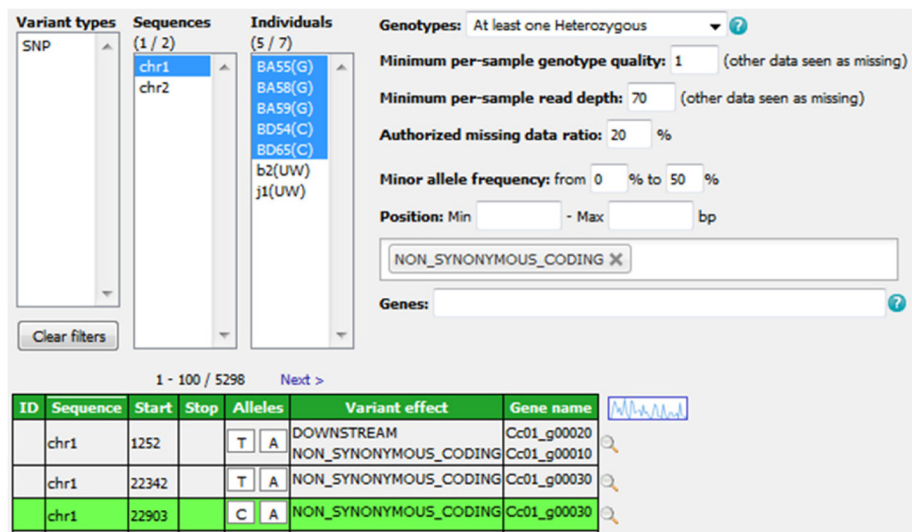 Variant types
SNP
Clear filters
Sequences
(1 / 2)
chr1
chr2
Individuals
(5 / 7)
BA55(G)
BA58(G)
BA59(G)
BD54(C)
BD65(C)
b2(UW)
j1(UW)
Genotypes: At least one Heterozygous ?
Minimum per-sample genotype quality: 1 (other data seen as missing)
Minimum per-sample read depth: 70 (other data seen as missing)
Authorized missing data ratio: 20 %
Minor allele frequency: from 0 % to 50 %
Position: Min - Max bp
NON_SYNONYMOUS_CODING X
Genes: ?
1 - 100 / 5298 Next >
ID Sequence Start Stop Alleles Variant effect Gene name
chr1 1252 T A DOWNSTREAM Cc01_g00020
NON_SYNONYMOUS_CODING Cc01_g00010
chr1 22342 T A NON_SYNONYMOUS_CODING Cc01_g00030
chr1 22903 C A NON_SYNONYMOUS_CODING Cc01_g00030